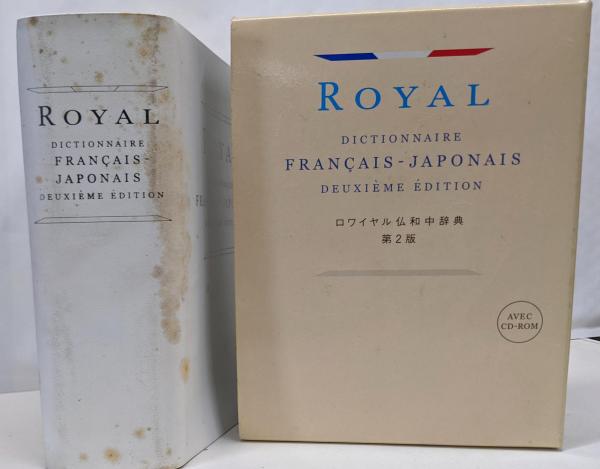 ROYAL
DICTIONNAIRE
FRANÇAIS-
JAPONAIS
DEUXIÈME ÉDITION
ROYAL
DICTIONNAIRE
FRANÇAIS-JAPONAIS
DEUXIÈME ÉDITION
ロワイヤル仏和中辞典
第2版
AVEC
CD-ROM